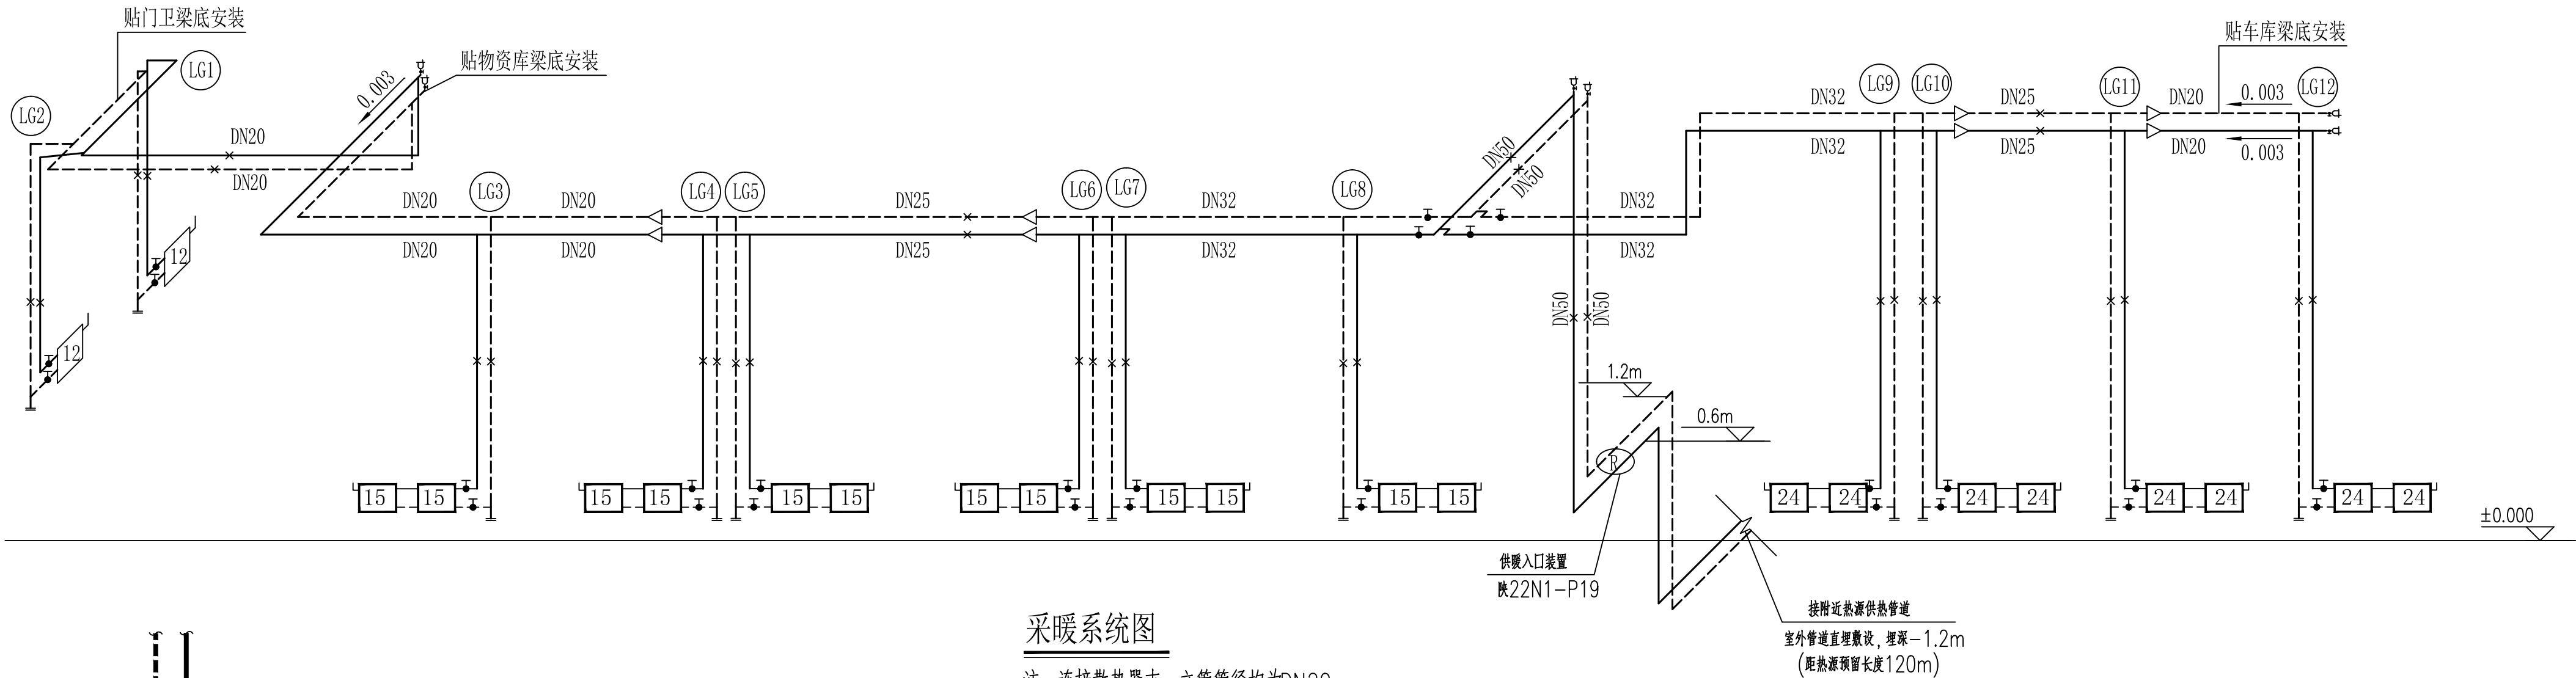 贴门卫梁底安装
LG1
LG2
DN20
DN20
12
12
0.003
贴物资库梁底安装
DN20
LG3
DN20
LG4
LG5
DN25
LG6
LG7
DN32
LG8
DN20
DN20
DN25
DN32
DN50
DN50
DN32
DN32
DN50
DN50
贴车库梁底安装
DN32
LG9
LG10
DN25
LG11
DN20
0.003
LG12
DN32
DN25
DN20
0.003
1.2m
0.6m
R
15 15
15 15
15 15
15 15
15 15
15 15
24 24
24 24
24 24
24 24
±0.000
供暖入口装置
陕22N1-P19
接附近热源供热管道
室外管道直埋敷设,埋深-1.2m
(距热源预留长度120m)
采暖系统图